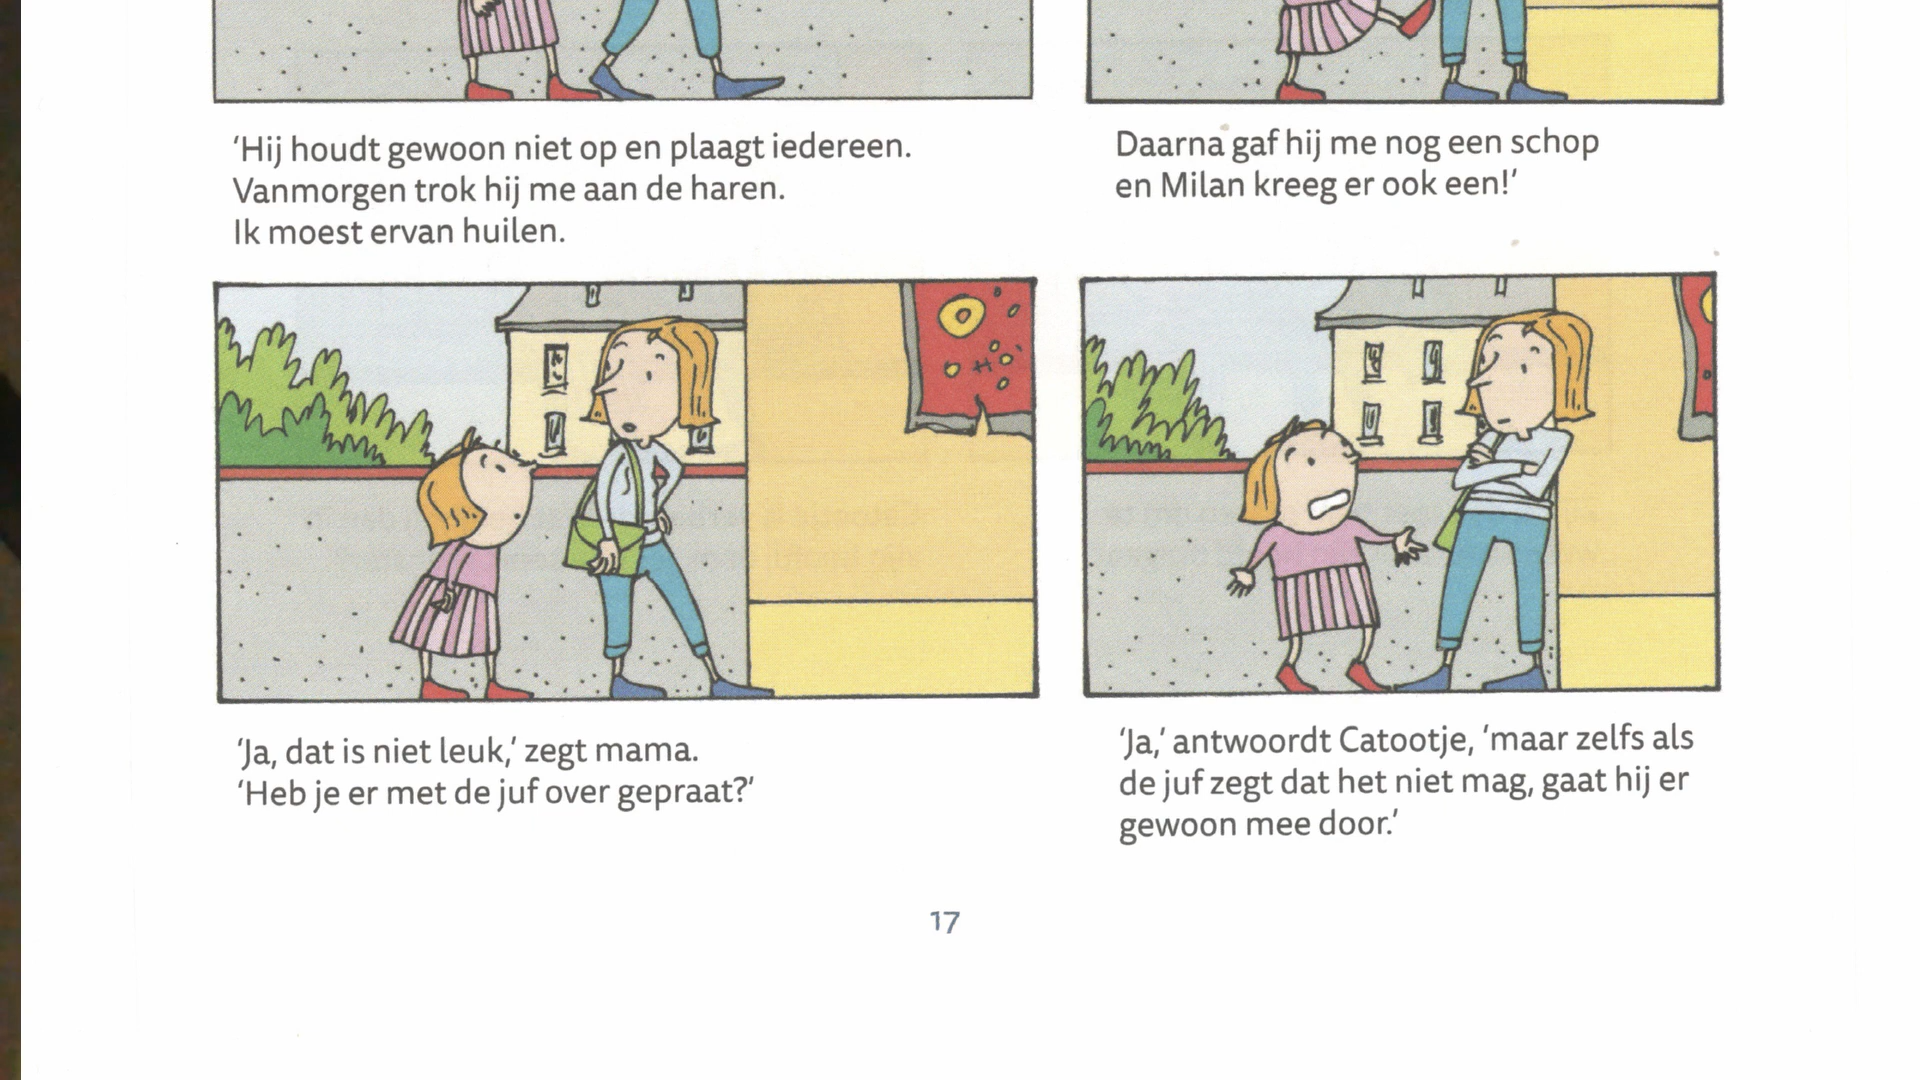 ‘Hij houdt gewoon niet op en plaagt iedereen.
Vanmorgen trok hij me aan de haren.
Ik moest ervan huilen.
Daarna gaf hij me nog een schop
en Milan kreeg er ook een!’
‘Ja, dat is niet leuk,’ zegt mama.
‘Heb je er met de juf over gepraat?’
‘Ja,’ antwoordt Catootje, ‘maar zelfs als
de juf zegt dat het niet mag, gaat hij er
gewoon mee door.’
17